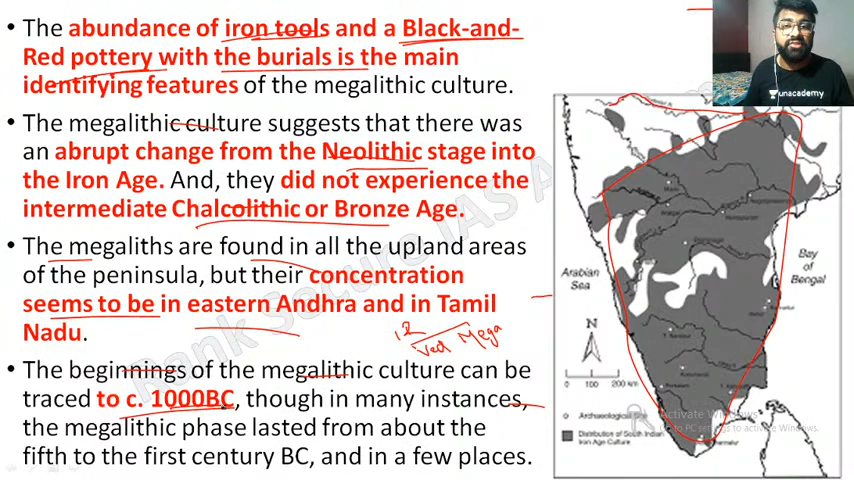 • The abundance of iron tools and a Black-and-
Red pottery with the burials is the main
identifying features of the megalithic culture.
• The megalithic culture suggests that there was
an abrupt change from the Neolithic stage into
the Iron Age. And, they did not experience the
intermediate Chalcolithic or Bronze Age.
• The megaliths are found in all the upland areas
of the peninsula, but their concentration
seems to be in eastern Andhra and in Tamil
Nadu.
• The beginnings of the megalithic culture can be
traced to c. 1000BC, though in many instances,
the megalithic phase lasted from about the
fifth to the first century BC, and in a few places.
Rank Secure IAS A
Mega
unacademy
Arabian
Sea
Bay
of
Bengal
N
0 100 200 km
Archaeological Site
Distribution of South Indian
Iron Age Culture
Activate Windows
Go to PC settings to activate Windows.